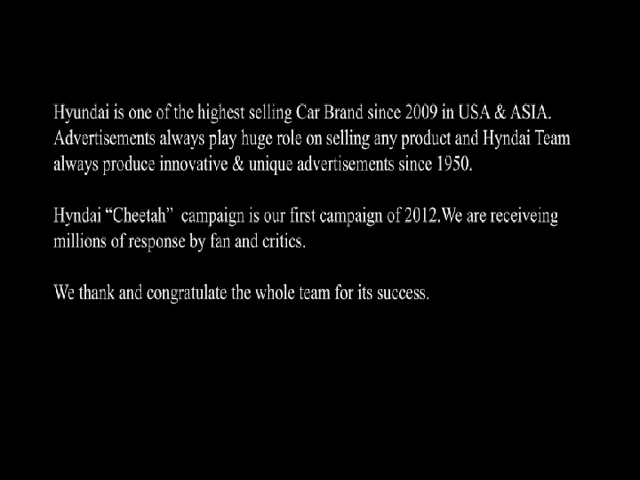 Hyundai is one of the highest selling Car Brand since 2009 in USA & ASIA.
Advertisements always play huge role on selling any product and Hyndai Team
always produce innovative & unique advertisements since 1950.
Hyndai “Cheetah”  campaign is our first campaign of 2012.We are receiveing
millions of response by fan and critics.
We thank and congratulate the whole team for its success.